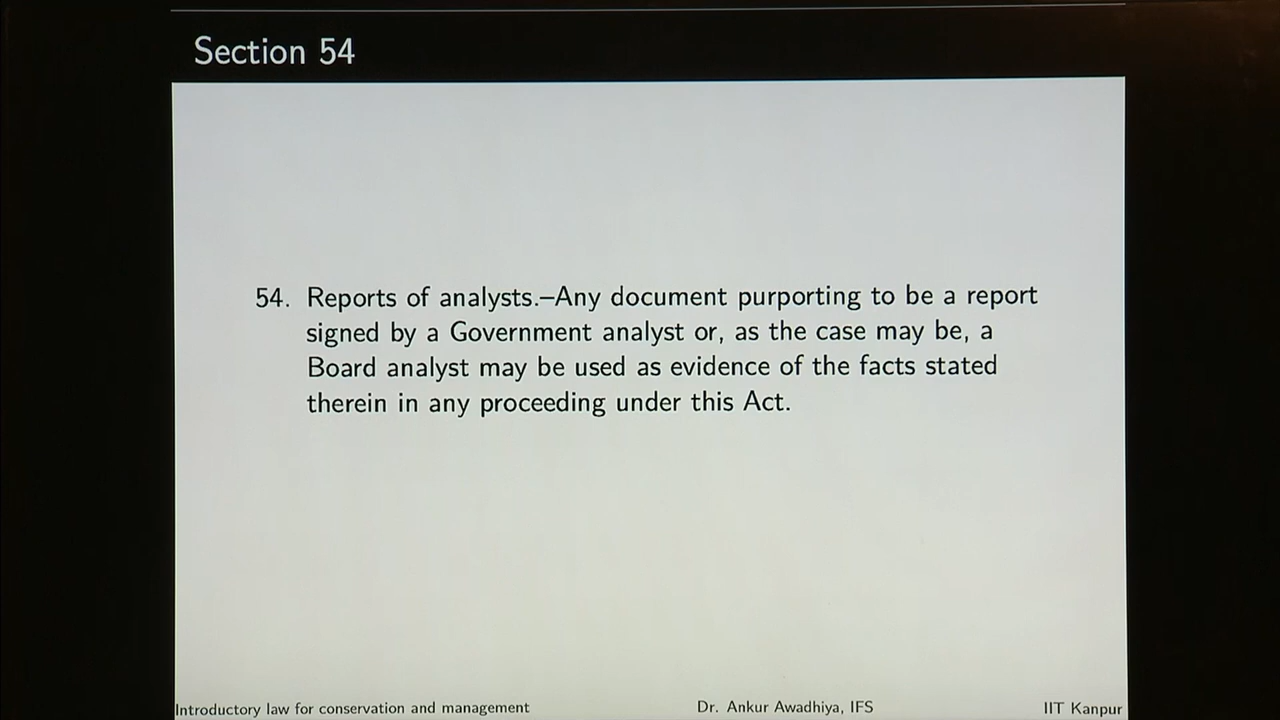 Section 54
54. Reports of analysts.–Any document purporting to be a report
signed by a Government analyst or, as the case may be, a
Board analyst may be used as evidence of the facts stated
therein in any proceeding under this Act.
Introductory law for conservation and management Dr. Ankur Awadhiya, IFS IIT Kanpur